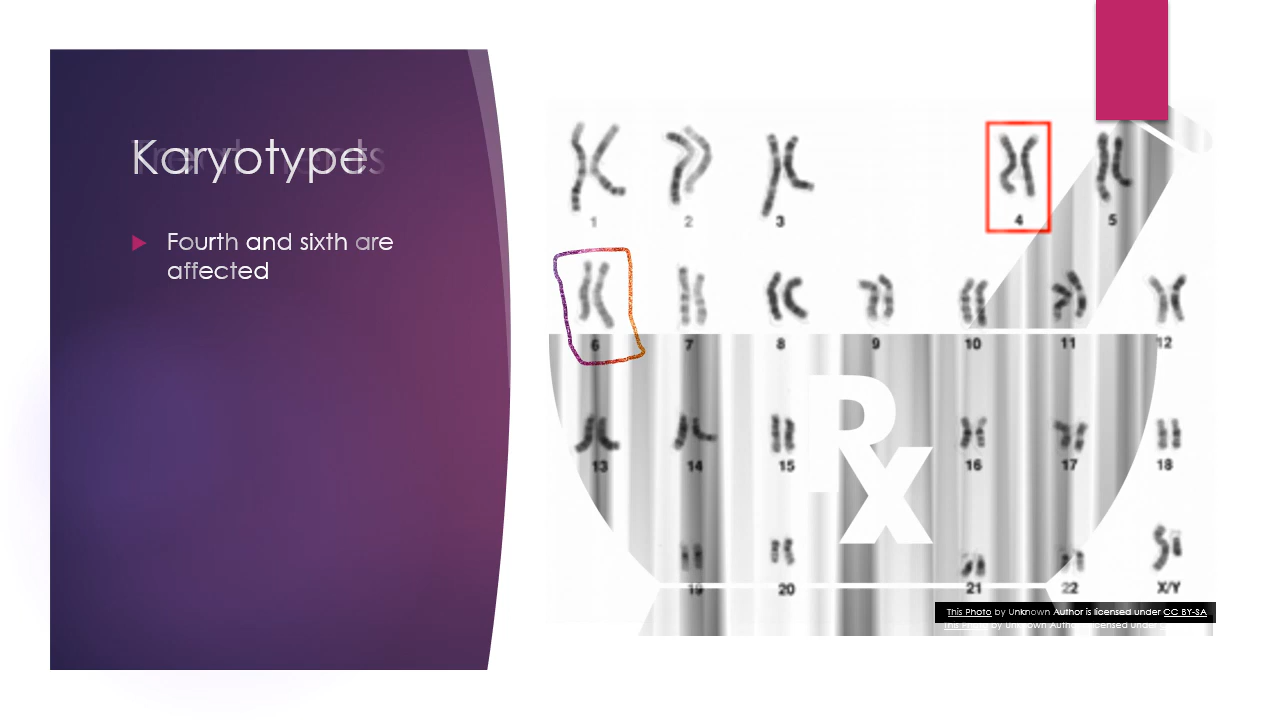 Karyotypes
Fourth and sixth are
affected
1 2 3 4 5
6 7 8 9 10 11 12
Rx
13 14 15 16 17 18
19 20 21 22 X/Y
This Photo by Unknown Author is licensed under CC BY-SA